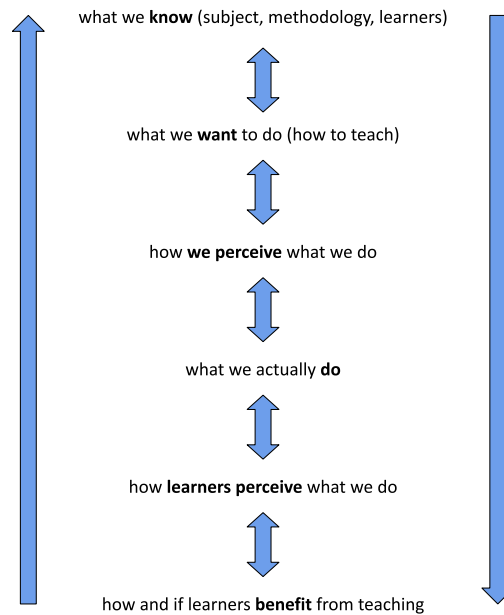 what we know (subject, methodology, learners)
what we want to do (how to teach)
how we perceive what we do
what we actually do
how learners perceive what we do
how and if learners benefit from teaching